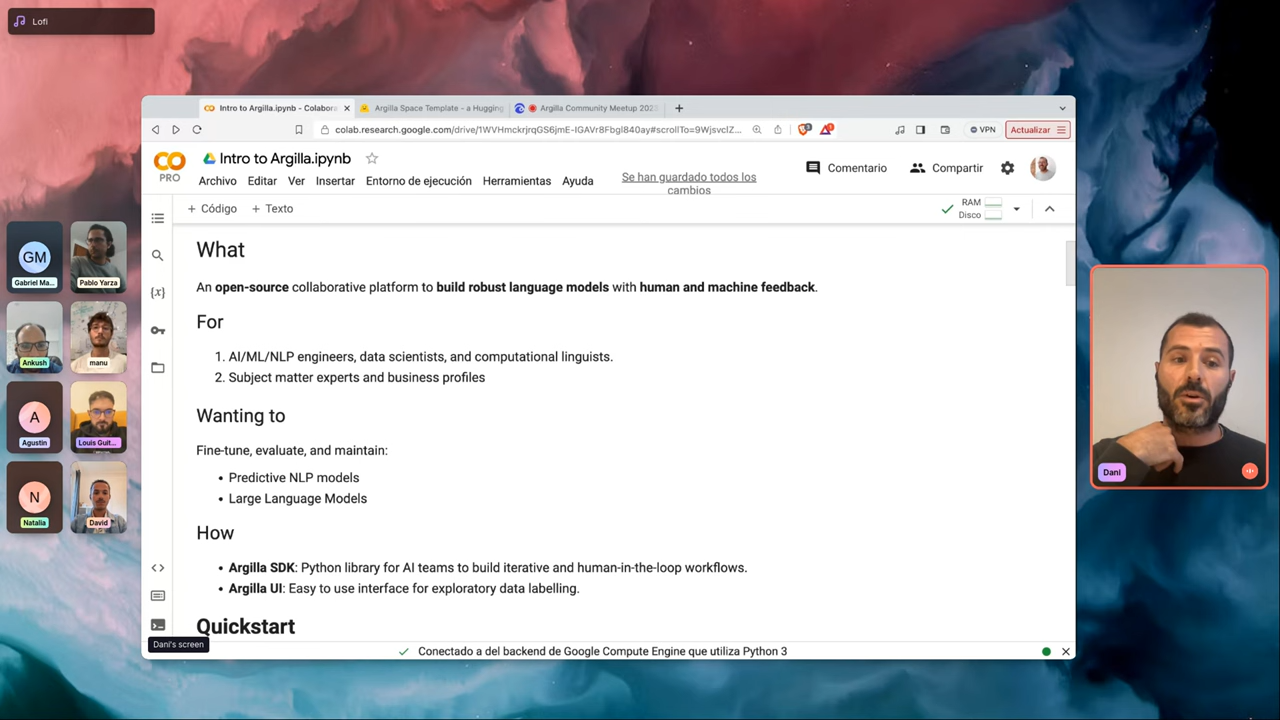 Lofi
Intro to Argilla.ipynb - Colabora
Argilla Space Template - a Hugging
Argilla Community Meetup 202
colab.research.google.com/drive/1WVHmckrjrqGS6jmE-IGAVr8Fbgl840ay#scrollTo=9WjsvcIZ...
VPN
Actualizar
PRO
Intro to Argilla.ipynb
Comentario
Compartir
Archivo Editar Ver Insertar Entorno de ejecución Herramientas Ayuda
Se han guardado todos los
cambios
+ Código + Texto
RAM
Disco
What
An open-source collaborative platform to build robust language models with human and machine feedback.
For
1. AI/ML/NLP engineers, data scientists, and computational linguists.
2. Subject matter experts and business profiles
Wanting to
Fine-tune, evaluate, and maintain:
• Predictive NLP models
• Large Language Models
How
• Argilla SDK: Python library for AI teams to build iterative and human-in-the-loop workflows.
• Argilla UI: Easy to use interface for exploratory data labelling.
Quickstart
Dani's screen
Conectado a del backend de Google Compute Engine que utiliza Python 3
GM
Gabriel Ma...
Pablo Yarza
Ankush
manu
A
Agustin
Louis Guit...
N
Natalia
David
Dani